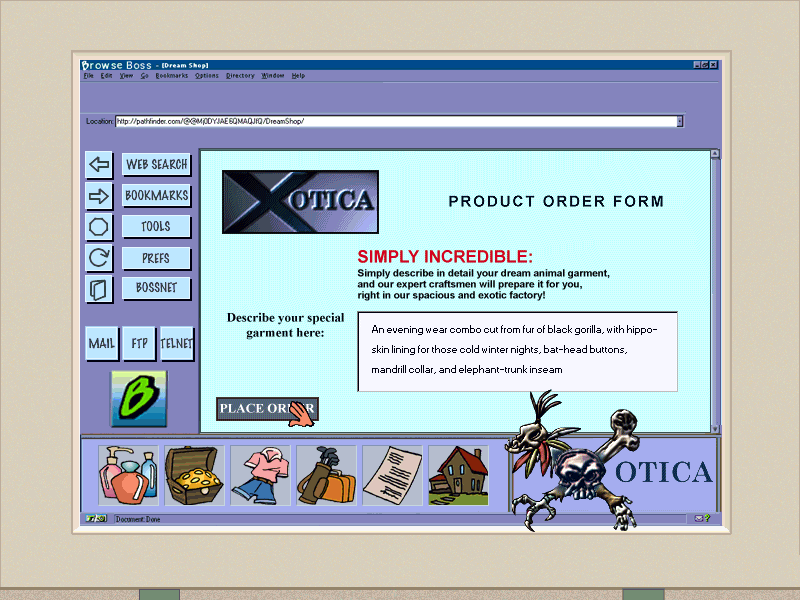 Browse Boss - [Dream Shop]
File Edit View Go Bookmarks Options Directory Window Help
Location: http://pathfinder.com/@@Mj0DYJAE6QMAQJfQ/DreamShop/
WEB SEARCH
BOOKMARKS
TOOLS
PREFS
BOSSNET
MAIL FTP TELNET
B
XOTICA
PRODUCT ORDER FORM
SIMPLY INCREDIBLE:
Simply describe in detail your dream animal garment,
and our expert craftsmen will prepare it for you,
right in our spacious and exotic factory!
Describe your special
garment here:
An evening wear combo cut from fur of black gorilla, with hippo-
skin lining for those cold winter nights, bat-head buttons,
mandrill collar, and elephant-trunk inseam
PLACE ORDER
OTICA
Document: Done